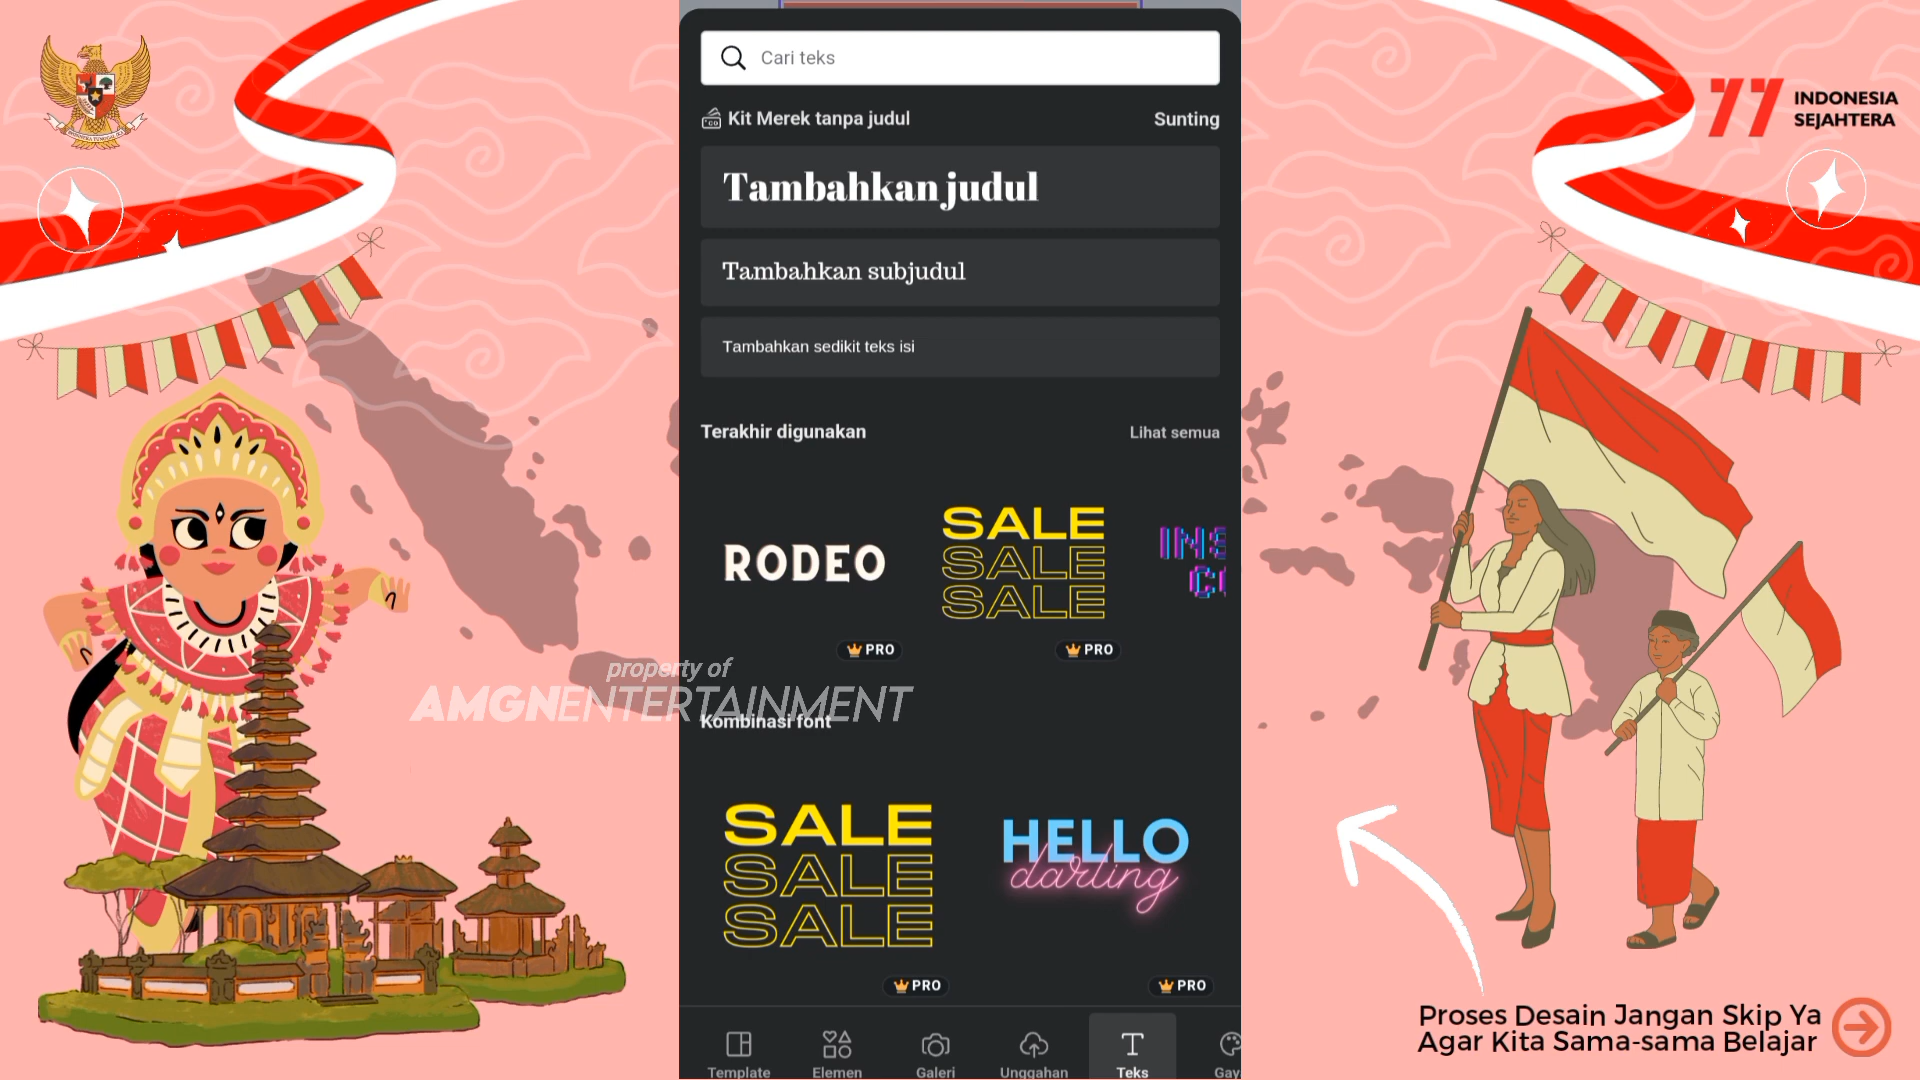 Cari teks
Kit Merek tanpa judul
Sunting
Tambahkan judul
Tambahkan subjudul
Tambahkan sedikit teks isi
Terakhir digunakan
Lihat semua
RODEO
SALE
SALE
SALE
PRO
PRO
property of
AMGNENTERTAINMENT
Kombinasi font
SALE
SALE
SALE
HELLO
darling
PRO
PRO
Template
Elemen
Galeri
Unggahan
Teks
77 INDONESIA
SEJAHTERA
Proses Desain Jangan Skip Ya
Agar Kita Sama-sama Belajar